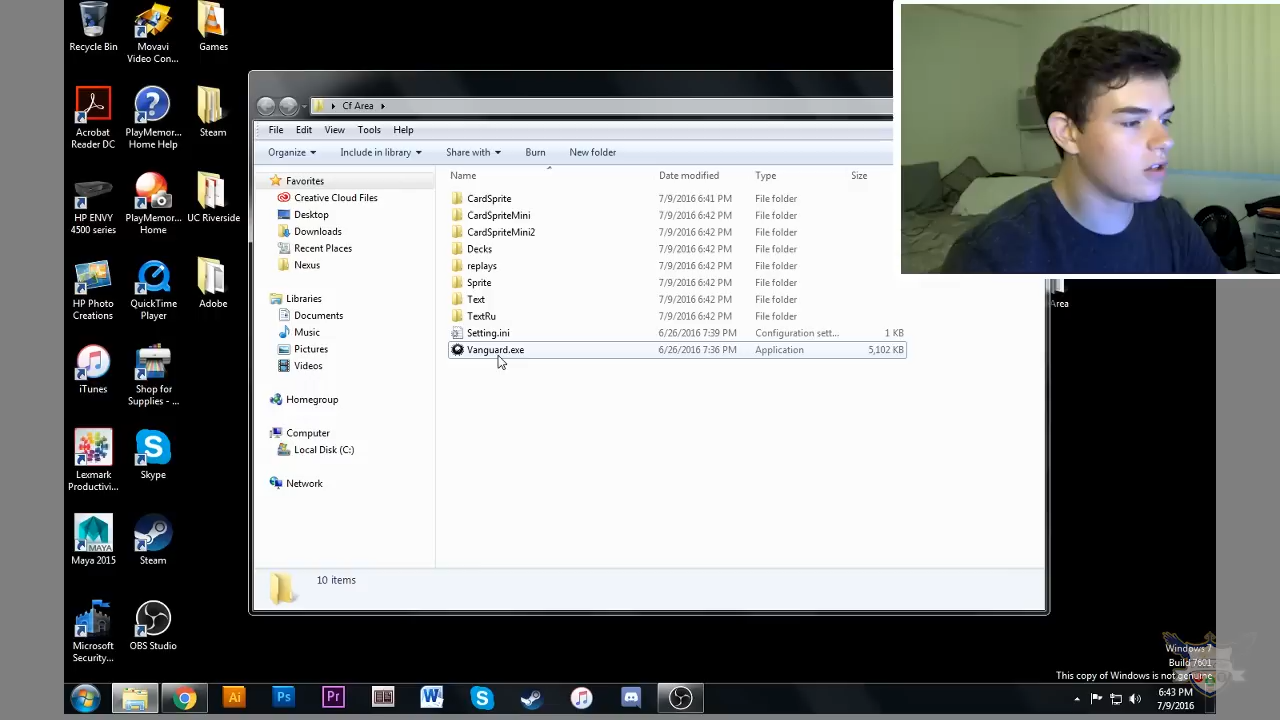 Recycle Bin
Movavi
Video Con...
Games
Acrobat
Reader DC
PlayMemor...
Home Help
Steam
HP ENVY
4500 series
PlayMemor...
Home
UC Riverside
HP Photo
Creations
QuickTime
Player
Adobe
iTunes
Shop for
Supplies - ...
Lexmark
Productivi...
Skype
Maya 2015
Steam
Microsoft
Security...
OBS Studio
Cf Area
File Edit View Tools Help
Organize Include in library Share with Burn New folder
Favorites
Creative Cloud Files
Desktop
Downloads
Recent Places
Nexus
Libraries
Documents
Music
Pictures
Videos
Homegroup
Computer
Local Disk (C:)
Network
Name Date modified Type Size
CardSprite 7/9/2016 6:41 PM File folder
CardSpriteMini 7/9/2016 6:42 PM File folder
CardSpriteMini2 7/9/2016 6:42 PM File folder
Decks 7/9/2016 6:42 PM File folder
replays 7/9/2016 6:42 PM File folder
Sprite 7/9/2016 6:42 PM File folder
Text 7/9/2016 6:42 PM File folder
TextRu 7/9/2016 6:42 PM File folder
Setting.ini 6/26/2016 7:39 PM Configuration sett... 1 KB
Vanguard.exe 6/26/2016 7:36 PM Application 5,102 KB
10 items
Area
Windows 7
Build 7601
This copy of Windows is not genuine
Ai Ps Pr W S
6:43 PM
7/9/2016